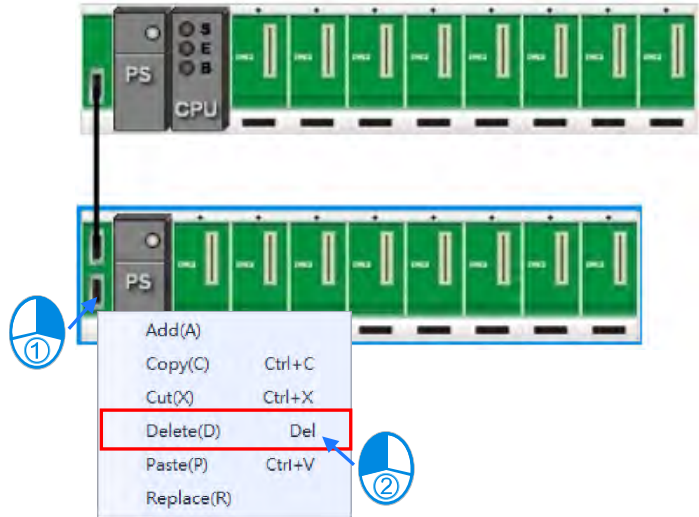 S
E
B
PS
CPU
PS
①
Add(A)
Copy(C) Ctrl+C
Cut(X) Ctrl+X
Delete(D) Del
Paste(P) Ctrl+V
②
Replace(R)